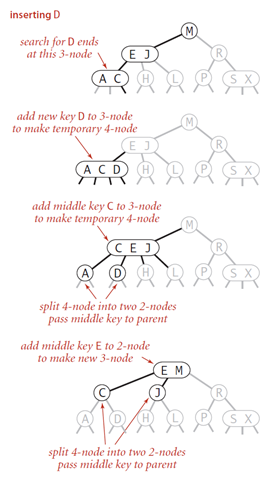 inserting D
M
search for D ends
at this 3-node
E J
R
A C
H
L
P
S X
add new key D to 3-node
to make temporary 4-node
M
E J
R
A C D
H
L
P
S X
add middle key C to 3-node
to make temporary 4-node
M
C E J
R
A
D
H
L
P
S X
split 4-node into two 2-nodes
pass middle key to parent
add middle key E to 2-node
to make new 3-node
E M
C
J
R
A
D
H
L
P
S X
split 4-node into two 2-nodes
pass middle key to parent